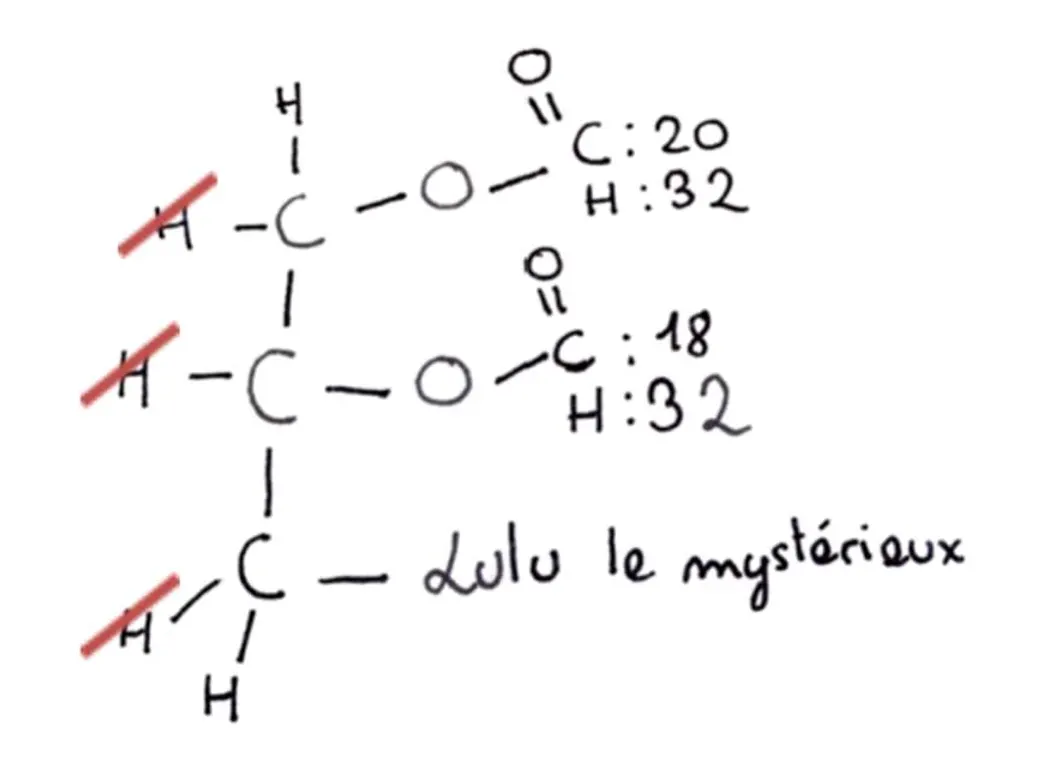 O
H
C : 20
H - C - O - H : 32
O
C : 18
H - C - O - H : 32
C - Lulu le mystérieux
H
H